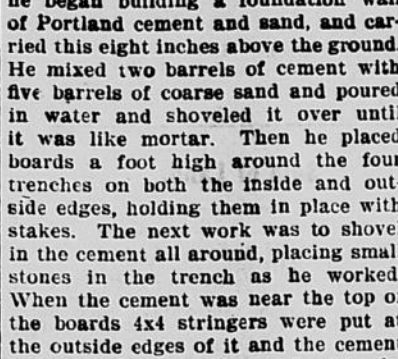 he began building a foundation wall
of Portland cement and sand, and car-
ried this eight inches above the ground.
He mixed two barrels of cement with
five barrels of coarse sand and poured
in water and shoveled it over until
it was like mortar. Then he placed
boards a foot high around the four
trenches on both the inside and out-
side edges, holding them in place with
stakes. The next work was to shovel
in the cement all around, placing small
stones in the trench as he worked.
When the cement was near the top of
the boards 4x4 stringers were put at
the outside edges of it and the cement